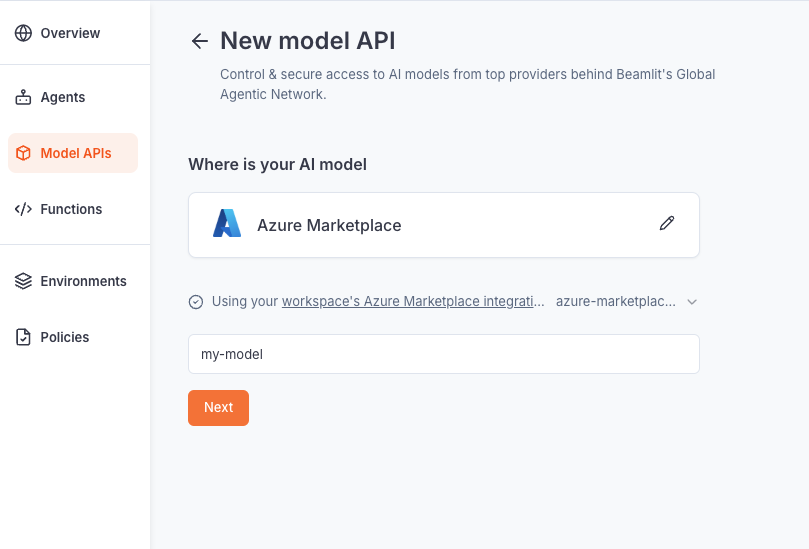 Overview
Agents
Model APIs
Functions
Environments
Policies
New model API
Control & secure access to AI models from top providers behind Beamlit's Global
Agentic Network.
Where is your AI model
Azure Marketplace
Using your workspace's Azure Marketplace integrati... azure-marketplac...
my-model
Next